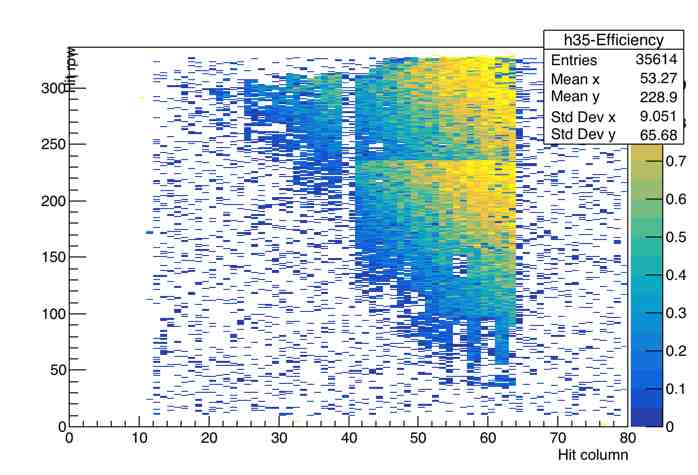 h35-Efficiency
Entries 35614
Mean x 53.27
Mean y 228.9
Std Dev x 9.051
Std Dev y 65.68
Hit row
300
250
200
150
100
50
0
0 10 20 30 40 50 60 70 80
Hit column
0.7
0.6
0.5
0.4
0.3
0.2
0.1
0